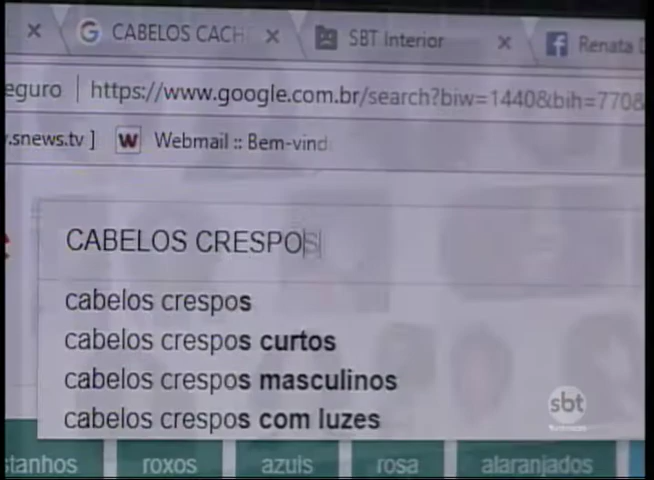 CABELOS CACH
SBT Interior
Renata
eguro
https://www.google.com.br/search?biw=1440&bih=770&
.snews.tv ]
W
Webmail :: Bem-vind
CABELOS CRESPOS
cabelos crespos
cabelos crespos curtos
cabelos crespos masculinos
cabelos crespos com luzes
sbt
stanhos
roxos
azuis
rosa
alaranjados